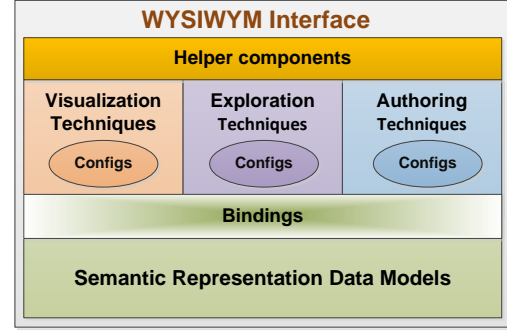 WYSIWYM Interface
Helper components
Visualization
Techniques
Configs
Exploration
Techniques
Configs
Authoring
Techniques
Configs
Bindings
Semantic Representation Data Models